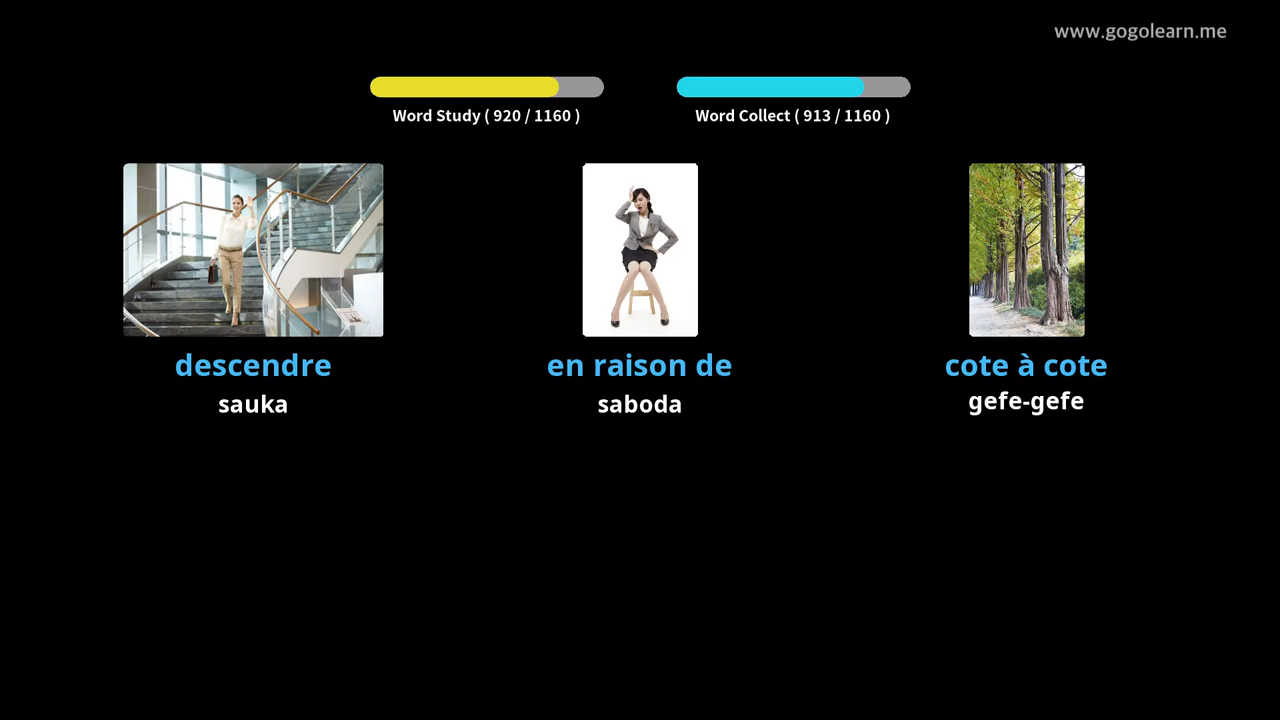 www.gogolearn.me
Word Study ( 920 / 1160 )
Word Collect ( 913 / 1160 )
descendre
sauka
en raison de
saboda
cote à cote
gefe-gefe